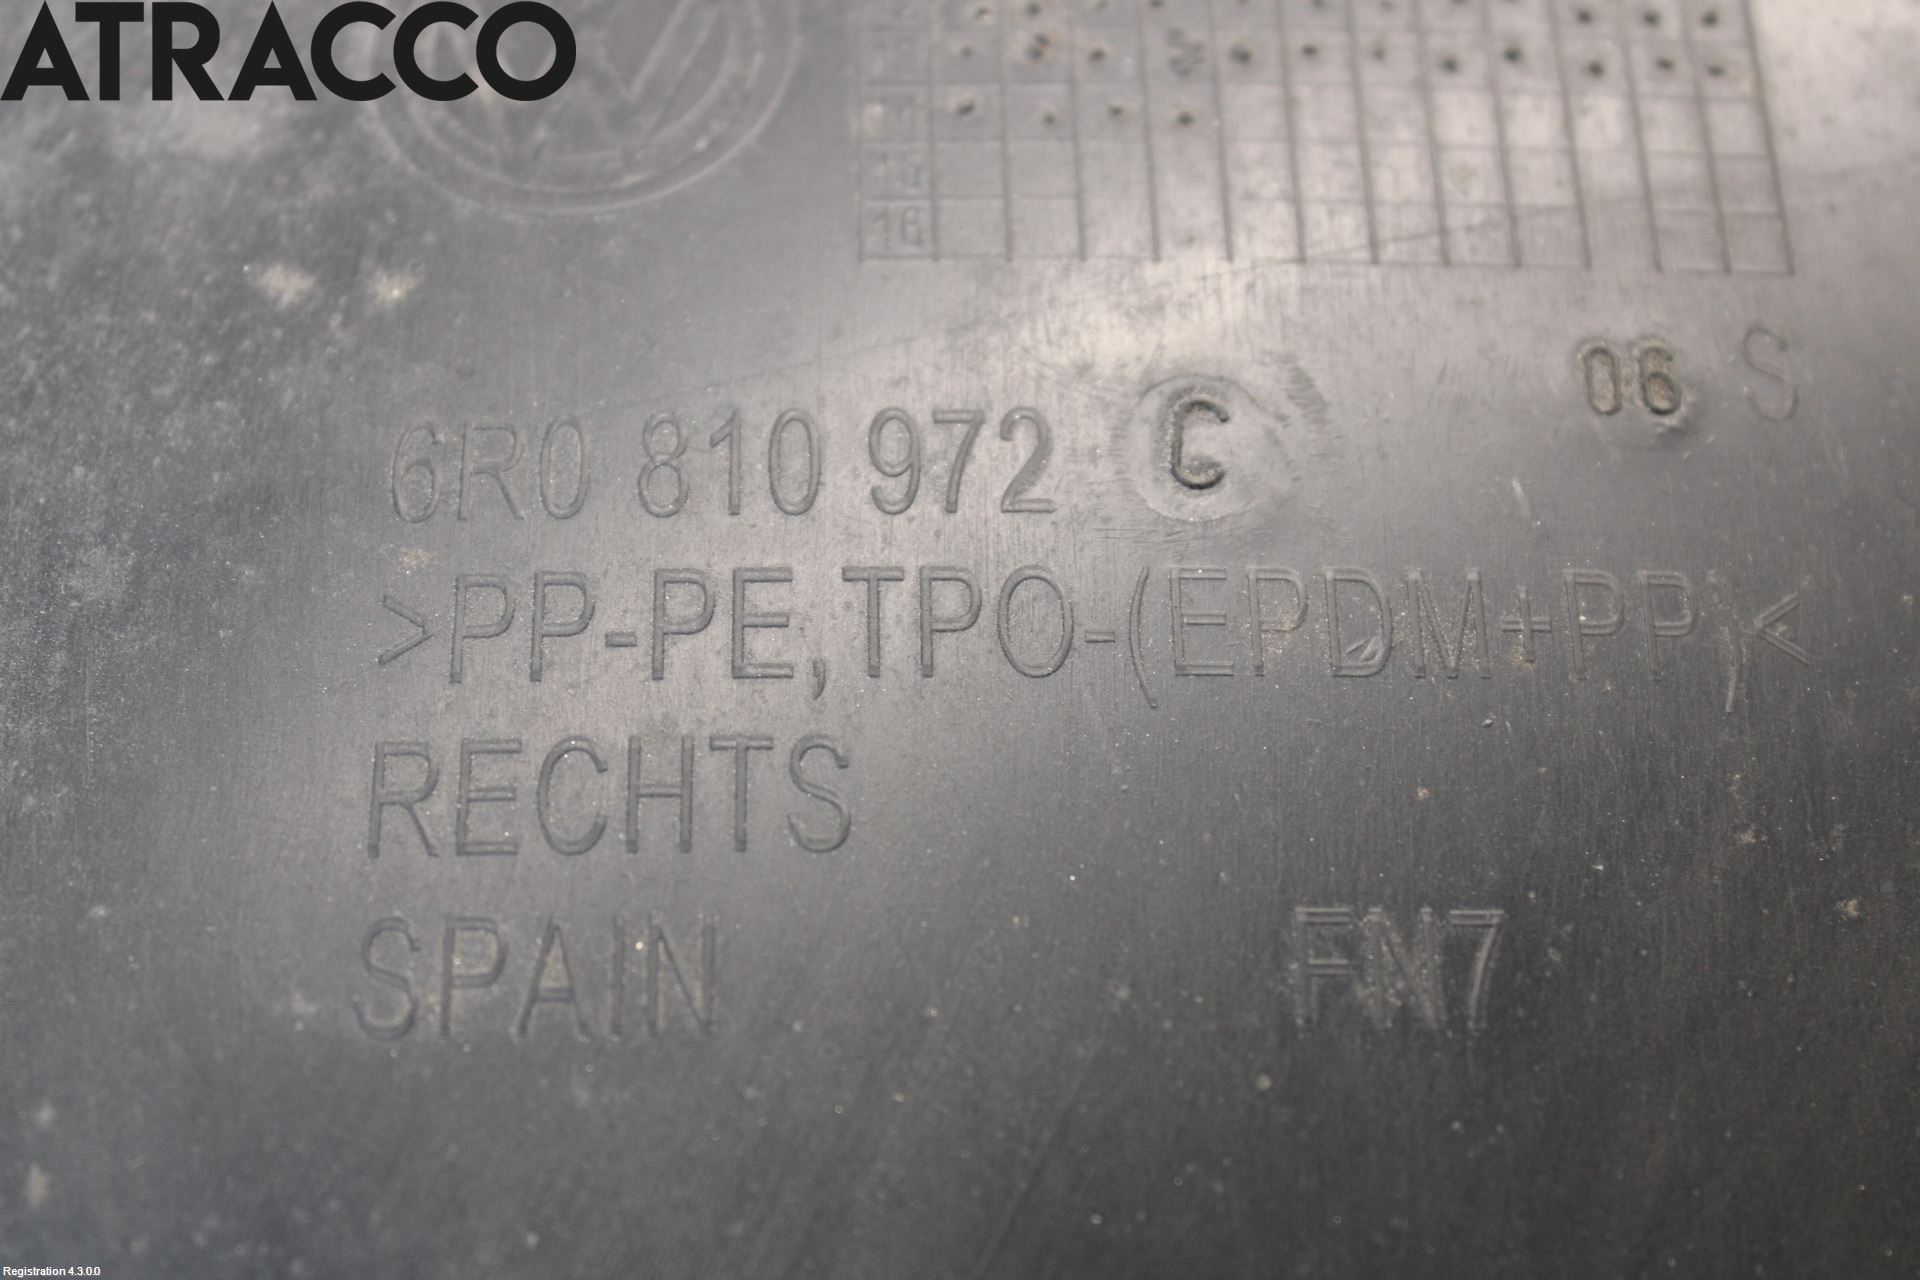 ATRACCO
16
06 S
6R0 810 972 C
>PP-PE,TPO-(EPDM+PP)<
RECHTS
SPAIN FN7
Registration 4.3.0.0